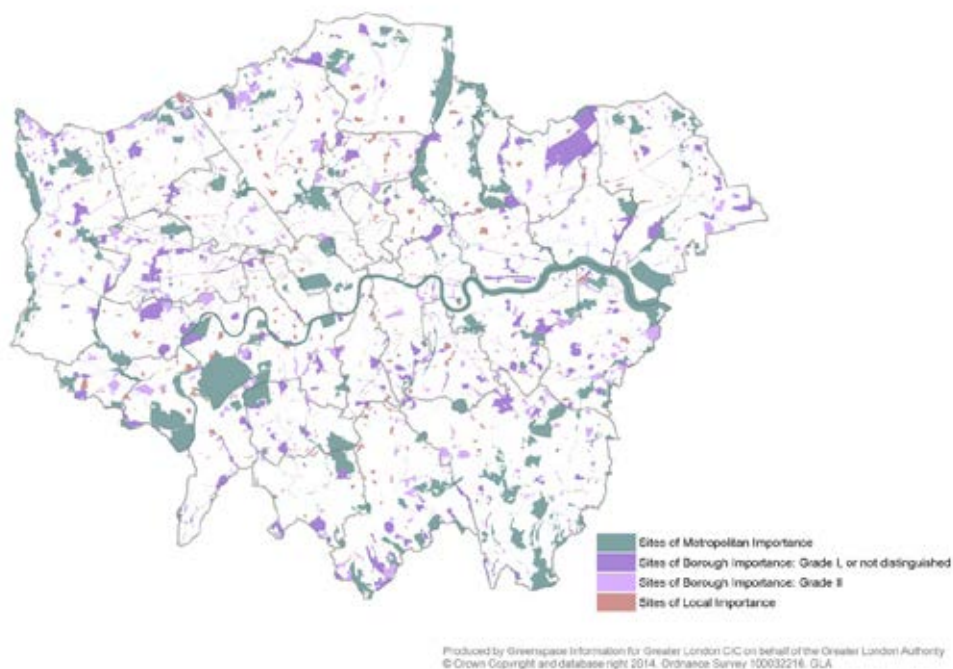 Sites of Metropolitan Importance
Sites of Borough Importance: Grade I, or not distinguished
Sites of Borough Importance: Grade II
Sites of Local Importance
Produced by Greenspace Information for Greater London CIC on behalf of the Greater London Authority
© Crown Copyright and database right 2014. Ordnance Survey 100032216. GLA